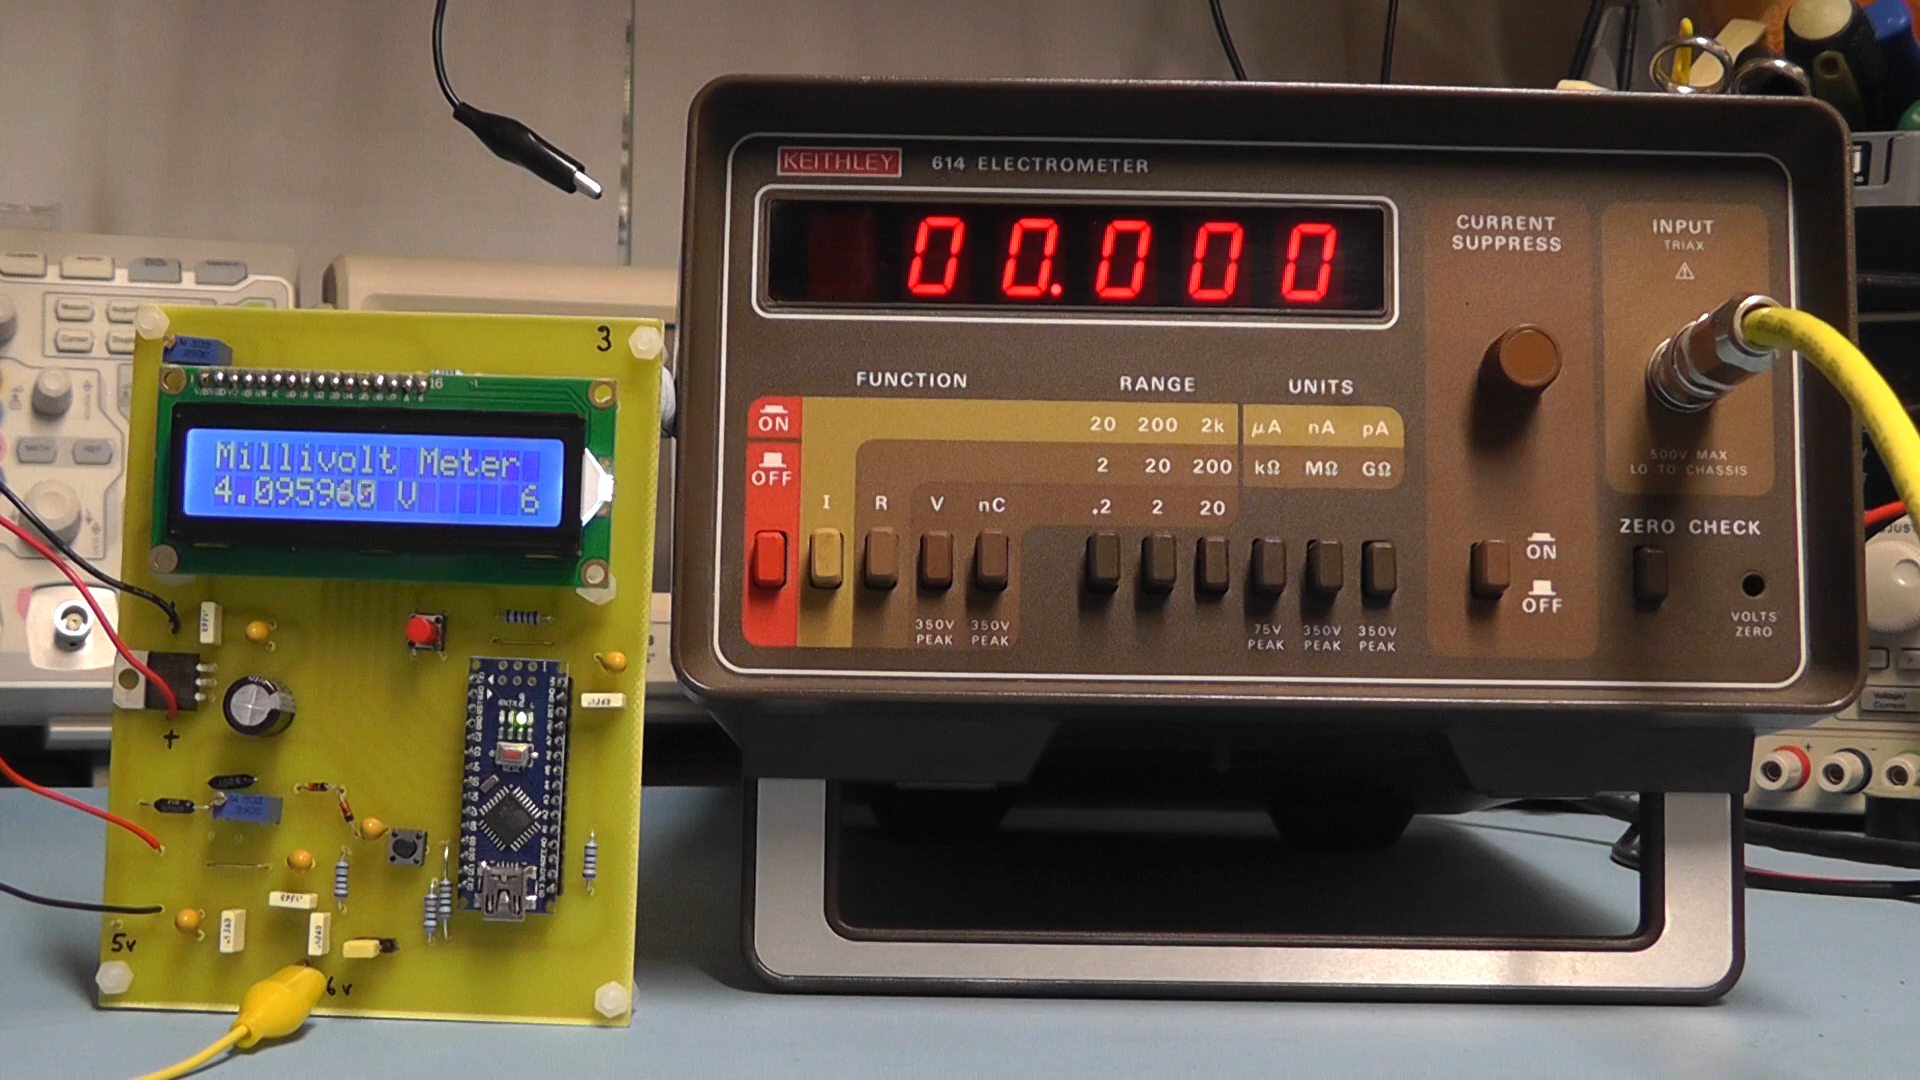 KEITHLEY 614 ELECTROMETER
00.000
CURRENT
SUPPRESS
INPUT
TRIAX
500V MAX
LO TO CHASSIS
FUNCTION
RANGE
UNITS
ON
20 200 2k µA nA pA
OFF
2 20 200 kΩ MΩ GΩ
I R V nC
.2 2 20
350V
PEAK
350V
PEAK
75V
PEAK
350V
PEAK
350V
PEAK
ON
OFF
ZERO CHECK
VOLTS
ZERO
3
16
Millivolt Meter
4.095960 V 6
+
5v
6v